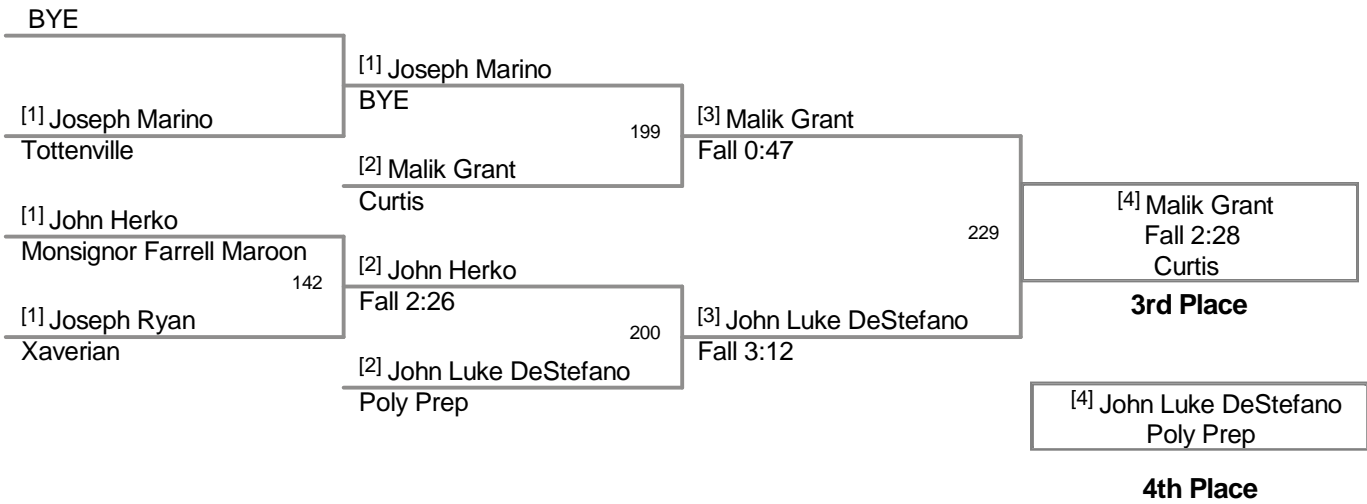 BYE
[1] Joseph Marino
Tottenville
[1] John Herko
Monsignor Farrell Maroon
142
[1] Joseph Ryan
Xaverian
[1] Joseph Marino
BYE
199
[2] Malik Grant
Curtis
[2] John Herko
Fall 2:26
200
[2] John Luke DeStefano
Poly Prep
[3] Malik Grant
Fall 0:47
229
[3] John Luke DeStefano
Fall 3:12
[4] Malik Grant
Fall 2:28
Curtis
3rd Place
[4] John Luke DeStefano
Poly Prep
4th Place